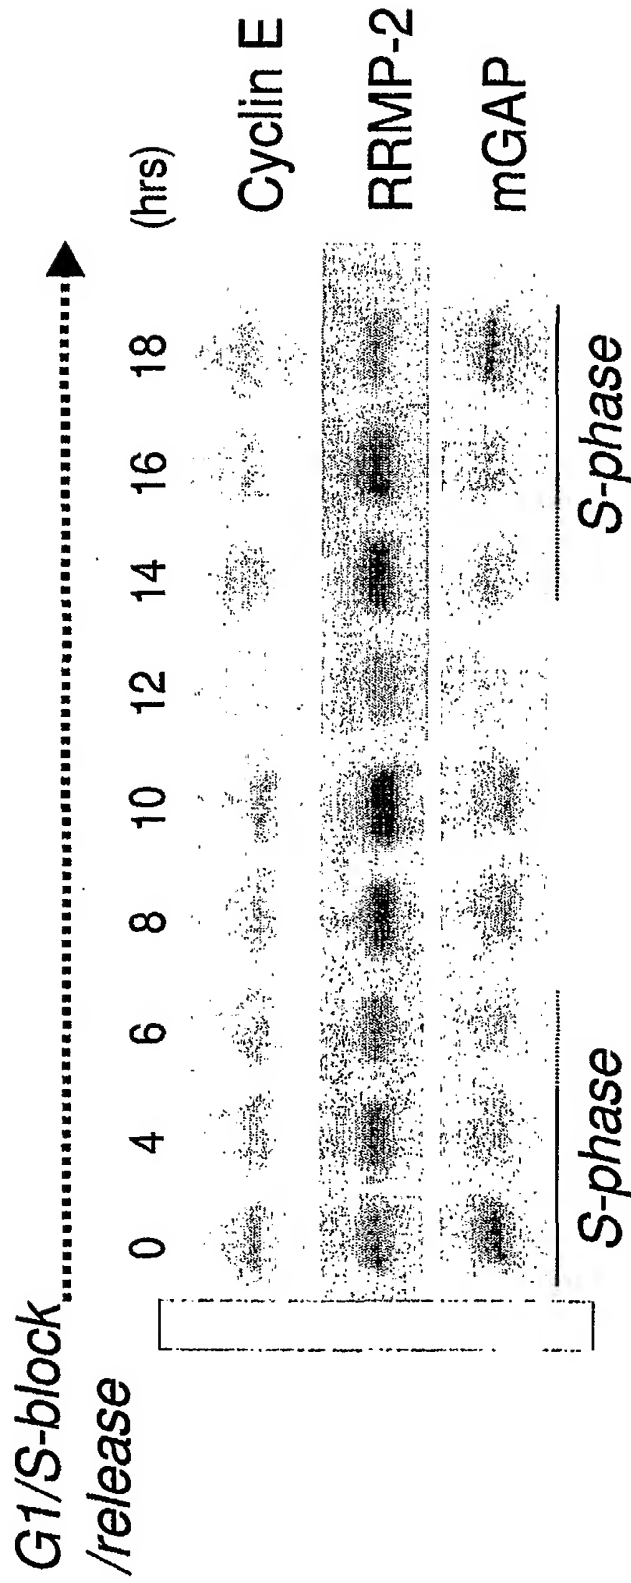 G1/S-block
/release
0 4 6 8 10 12 14 16 18 (hrs)
Cyclin E
RRMP-2
mGAP
S-phase S-phase